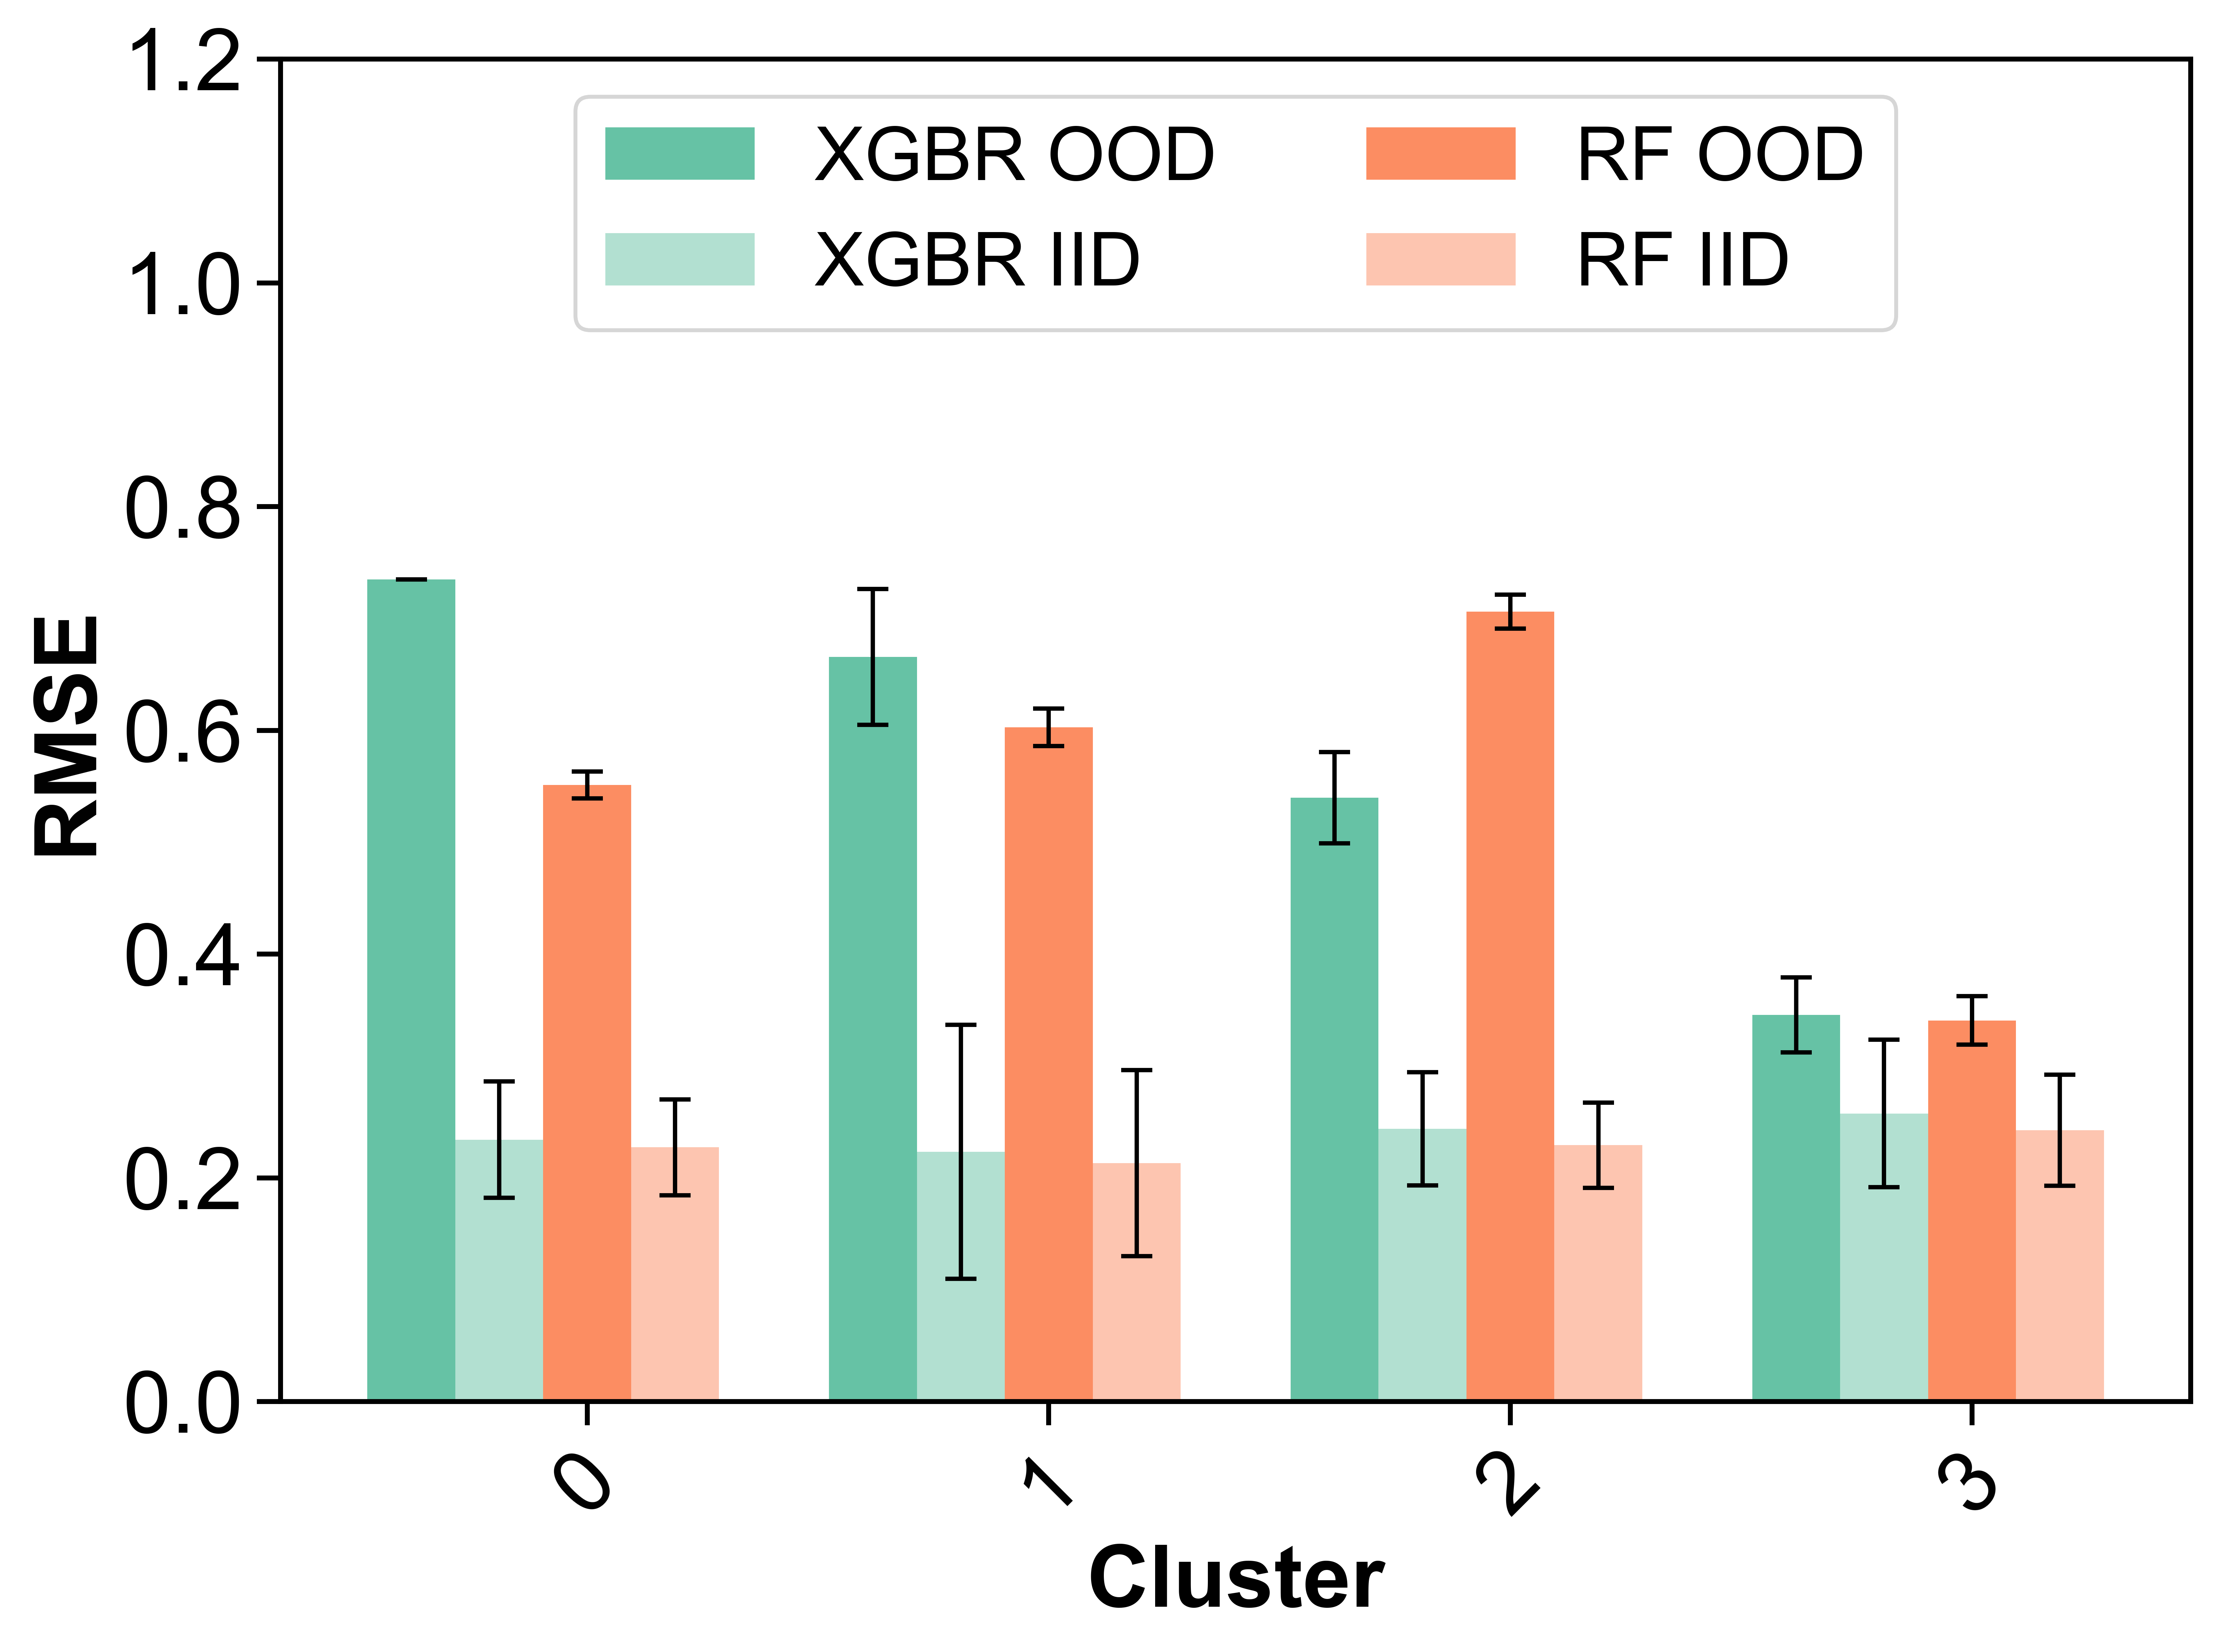 1.2
1.0
0.8
0.6
0.4
0.2
0.0
RMSE
XGBR OOD
XGBR IID
RF OOD
RF IID
0
1
2
3
Cluster